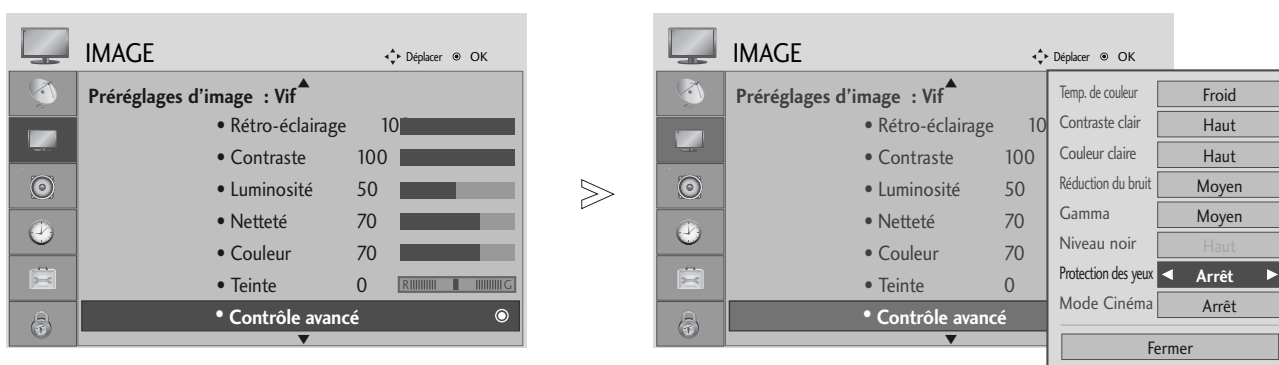 IMAGE
Déplacer
OK
Préréglages d'image : Vif
• Rétro-éclairage 10
• Contraste 100
• Luminosité 50
• Netteté 70
• Couleur 70
• Teinte 0 R G
• Contrôle avancé
IMAGE
Déplacer
OK
Préréglages d'image : Vif
• Rétro-éclairage 10
• Contraste 100
• Luminosité 50
• Netteté 70
• Couleur 70
• Teinte 0
• Contrôle avancé
Temp. de couleur Froid
Contraste clair Haut
Couleur claire Haut
Réduction du bruit Moyen
Gamma Moyen
Niveau noir Haut
Protection des yeux ◄ Arrêt ►
Mode Cinéma Arrêt
Fermer